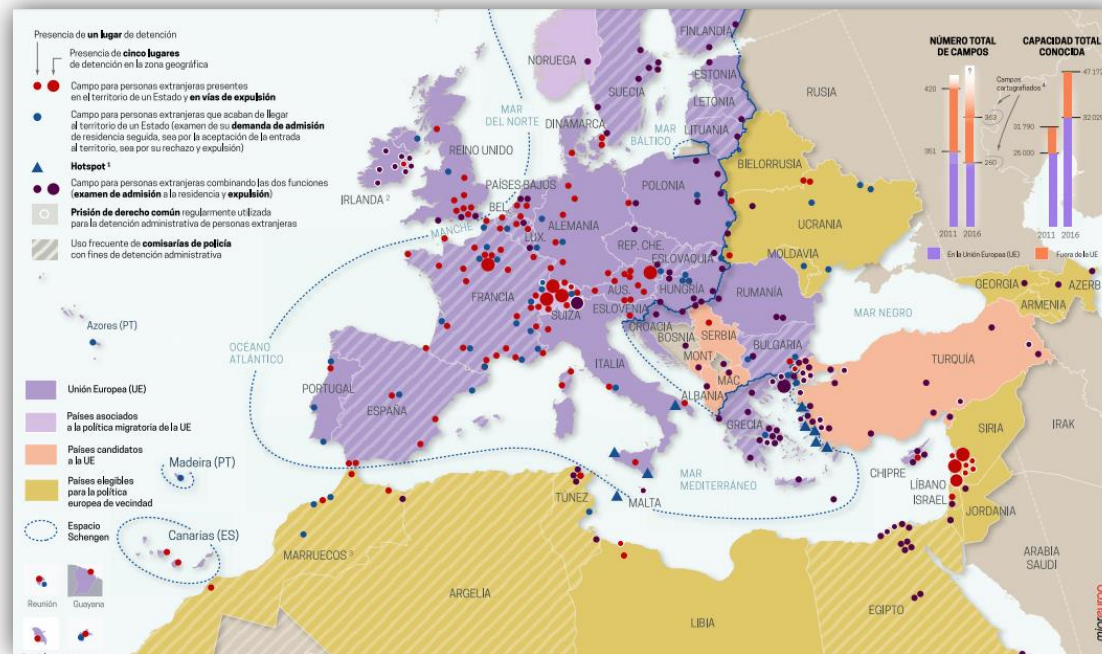 Presencia de un lugar de detención
Presencia de cinco lugares
de detención en la zona geográfica
Campo para personas extranjeras presentes
en el territorio de un Estado y en vías de expulsión
Campo para personas extranjeras que acaban de llegar
al territorio de un Estado (examen de su demanda de admisión
de residencia seguida, sea por la aceptación de la entrada
al territorio, sea por su rechazo y expulsión)
Hotspot 1
Campo para personas extranjeras combinando las dos funciones
(examen de admisión a la residencia y expulsión)
Prisión de derecho común regularmente utilizada
para la detención administrativa de personas extranjeras
Uso frecuente de comisarías de policía
con fines de detención administrativa
Azores (PT)
Unión Europea (UE)
Países asociados
a la política migratoria de la UE
Países candidatos
a la UE
Países elegibles
para la política
europea de vecindad
Espacio
Schengen
Madeira (PT)
Canarias (ES)
Reunión
Guayana
NÚMERO TOTAL
DE CAMPOS
420
351
?
363
260
2011
2016
Campos
cartografiados 4
CAPACIDAD TOTAL
CONOCIDA
31.790
26.000
47.172
32.029
2011
2016
En la Unión Europea (UE)
Fuera de la UE
FINLANDIA
NORUEGA
SUECIA
ESTONIA
LETONIA
LITUANIA
RUSIA
MAR
DEL NORTE
DINAMARCA
MAR
BÁLTICO
REINO UNIDO
IRLANDA 2
PAÍSES BAJOS
BEL.
LUX.
MANCHE
ALEMANIA
POLONIA
BIELORRUSIA
UCRANIA
REP. CHE.
ESLOVAQUIA
MOLDAVIA
FRANCIA
SUIZA
AUS.
HUNGRÍA
RUMANÍA
ESLOVENIA
CROACIA
BOSNIA
SERBIA
MONT.
MAC.
BULGARIA
MAR NEGRO
GEORGIA
ARMENIA
AZERB
OCÉANO
ATLÁNTICO
PORTUGAL
ESPAÑA
ITALIA
ALBANIA
GRECIA
TURQUÍA
MAR
MEDITERRÁNEO
MALTA
CHIPRE
SIRIA
IRAK
LÍBANO
ISRAEL
JORDANIA
ARABIA
SAUDÍ
TÚNEZ
MARRUECOS 3
ARGELIA
LIBIA
EGIPTO
migreurop